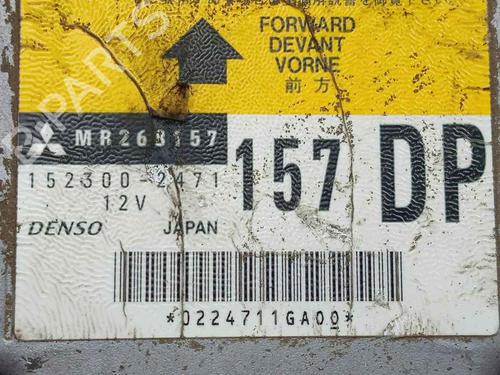 FORWARD
DEVANT
VORNE
前方
MR263157
157 DP
152300-2471
12V
DENSO JAPAN
*0224711GA00*